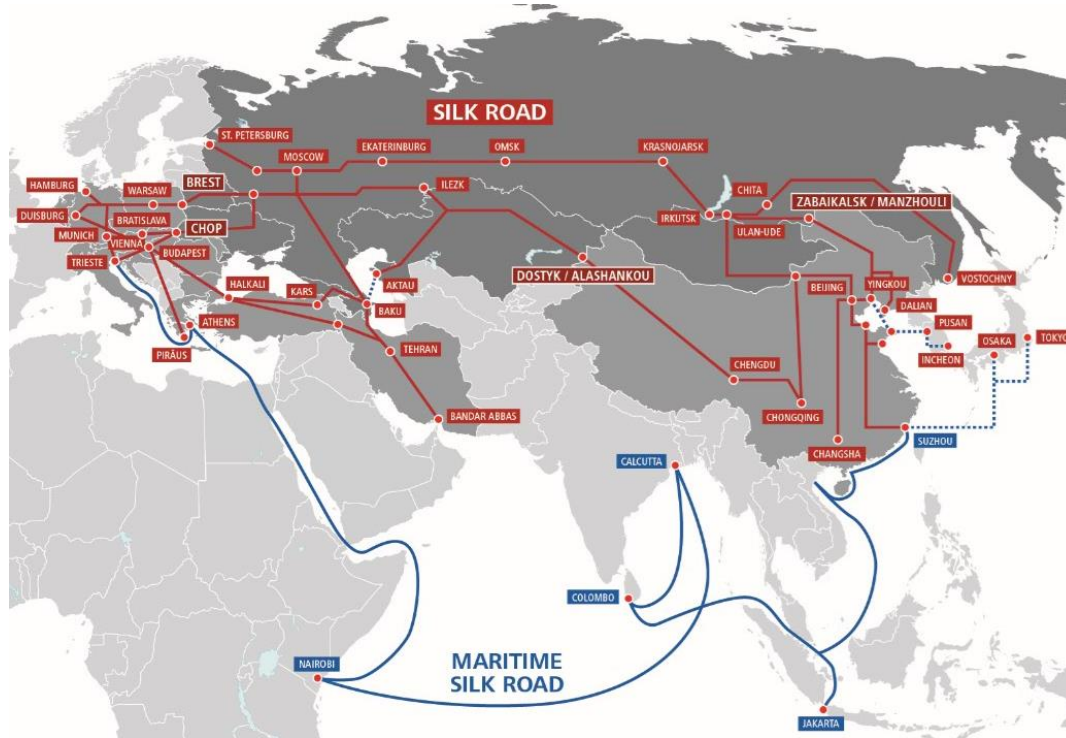 SILK ROAD
ST. PETERSBURG
MOSCOW
EKATERINBURG
OMSK
KRASNOJARSK
HAMBURG
WARSAW
BREST
ILEZK
CHITA
ZABAIKALSK / MANZHOULI
DUISBURG
BRATISLAVA
CHOP
IRKUTSK
ULAN-UDE
MUNICH
VIENNA
BUDAPEST
TRIESTE
HALKALI
KARS
AKTAU
DOSTYK / ALASHANKOU
BEIJING
YINGKOU
VOSTOCHNY
BAKU
DALIAN
ATHENS
PUSAN
PIRÄUS
TEHRAN
OSAKA
TOKYO
INCHEON
CHENGDU
BANDAR ABBAS
CHONGQING
CHANGSHA
SUZHOU
CALCUTTA
COLOMBO
NAIROBI
MARITIME
SILK ROAD
JAKARTA